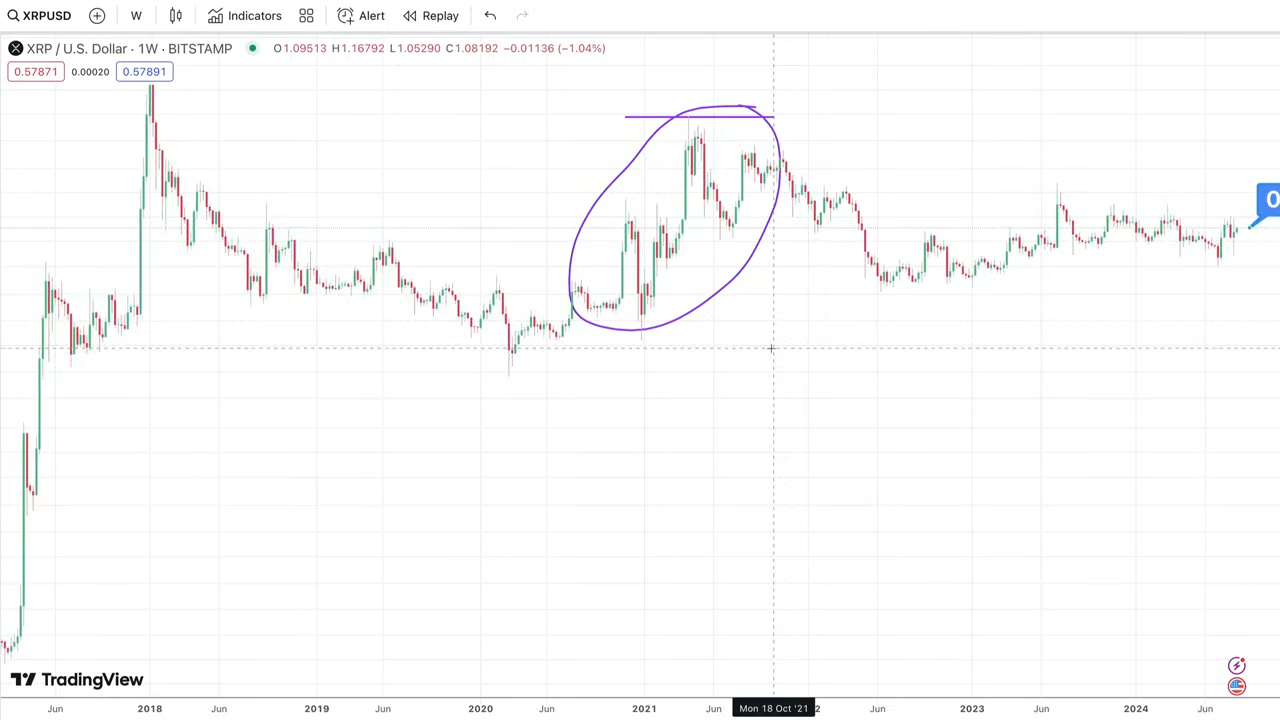 XRPUSD W Indicators Alert Replay
XRP / U.S. Dollar · 1W · BITSTAMP O1.09513 H1.16792 L1.05290 C1.08192 −0.01136 (−1.04%)
0.57871 0.00020 0.57891
0
TradingView
Jun 2018 Jun 2019 Jun 2020 Jun 2021 Jun Mon 18 Oct '21 2 Jun 2023 Jun 2024 Jun